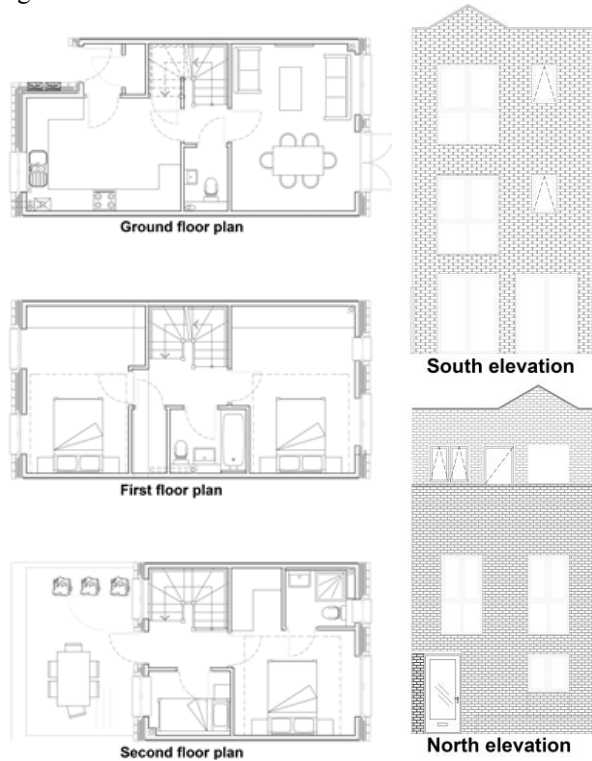 Ground floor plan
South elevation
First floor plan
Second floor plan
North elevation